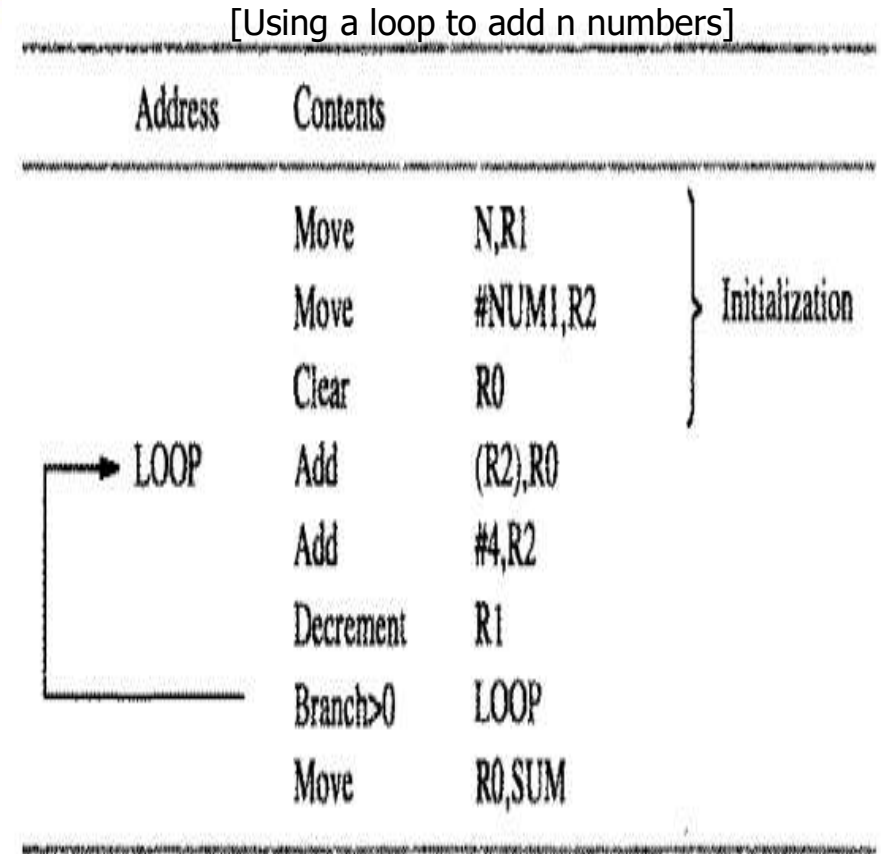 [Using a loop to add n numbers]
Address Contents
Move N,R1
Move #NUM1,R2
Initialization
Clear R0
LOOP Add (R2),R0
Add #4,R2
Decrement R1
Branch>0 LOOP
Move R0,SUM